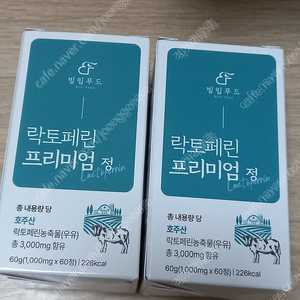 빌립푸드
락토페린
프리미엄 정
Lactoferrin
총 내용량 당
호주산
락토페린농축물(우유)
총 3,000mg 함유
60g(1,000mg x 60정) | 226kcal
빌립푸드
락토페린
프리미엄 정
Lactoferrin
총 내용량 당
호주산
락토페린농축물(우유)
총 3,000mg 함유
60g(1,000mg x 60정) | 226kcal